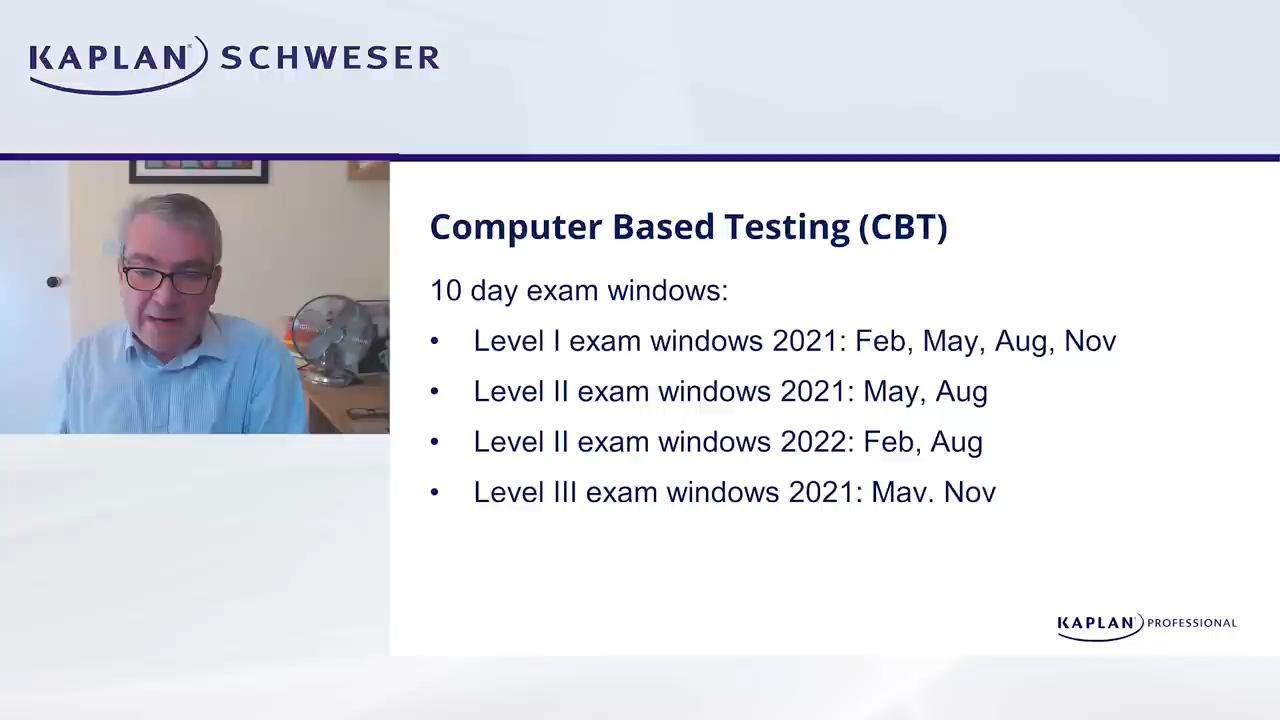 KAPLAN SCHWESER
Computer Based Testing (CBT)
10 day exam windows:
• Level I exam windows 2021: Feb, May, Aug, Nov
• Level II exam windows 2021: May, Aug
• Level II exam windows 2022: Feb, Aug
• Level III exam windows 2021: May, Nov
KAPLAN PROFESSIONAL